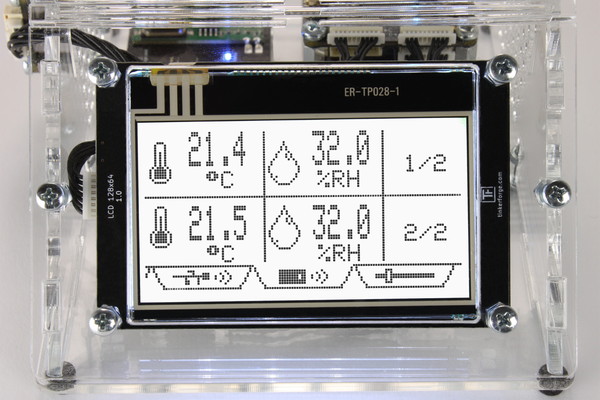 ER-TP028-1
21.4 32.0 1/2
°C %RH
21.5 32.0 2/2
°C %RH
LCD 128x64
1.0
TF
tinkerforge.com